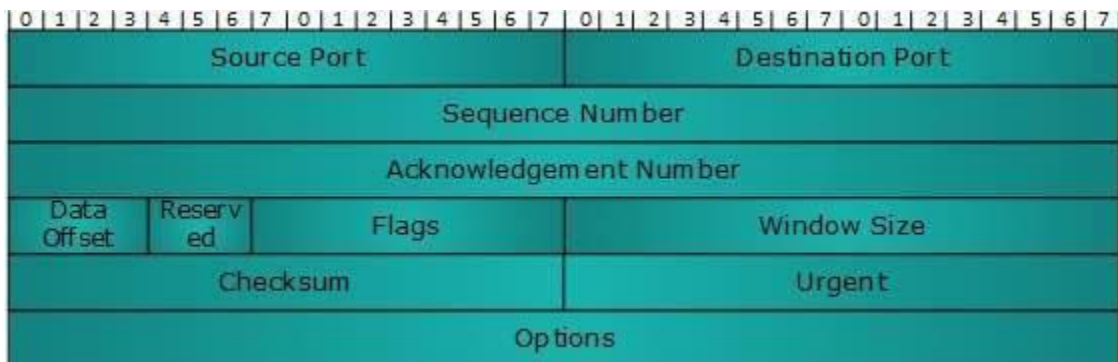 0 1 2 3 4 5 6 7 0 1 2 3 4 5 6 7 0 1 2 3 4 5 6 7 0 1 2 3 4 5 6 7
Source Port Destination Port
Sequence Number
Acknowledgement Number
Data Offset Reserved Flags Window Size
Checksum Urgent
Options